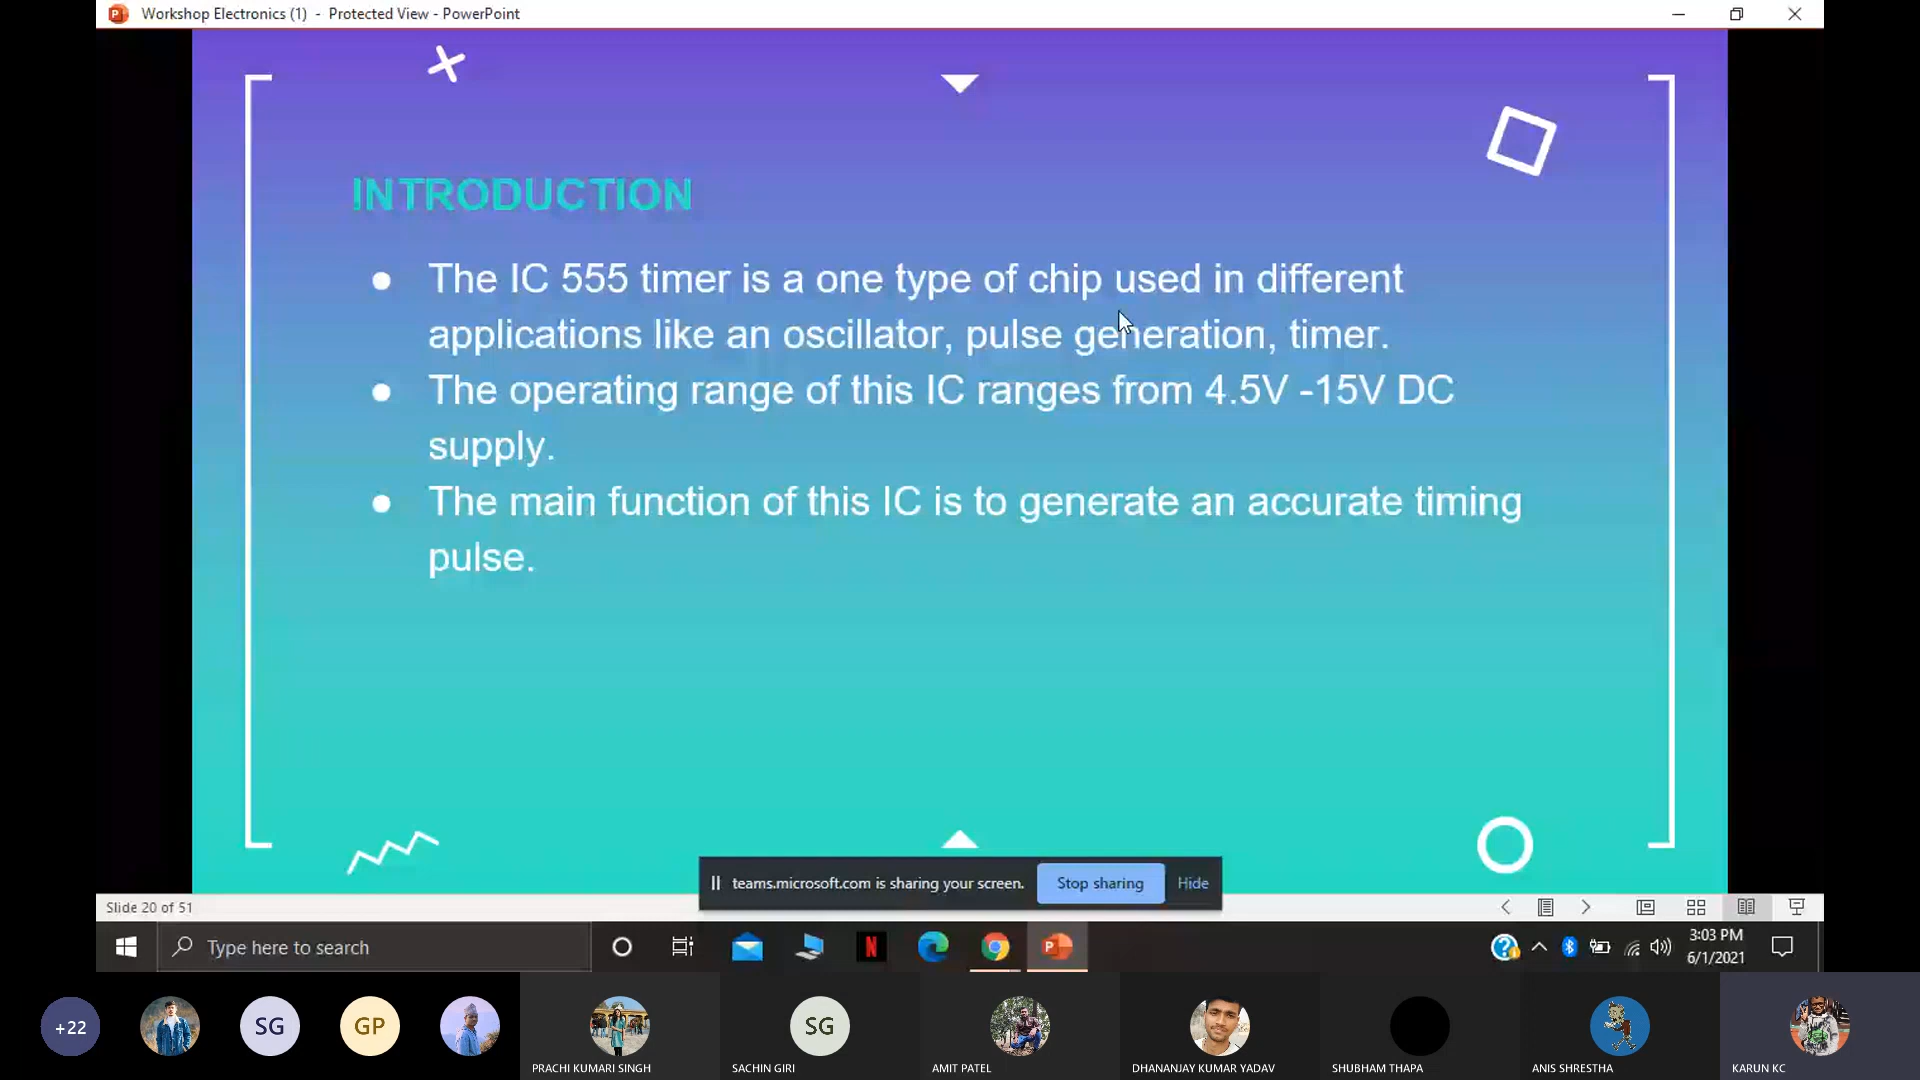 Workshop Electronics (1) - Protected View - PowerPoint
INTRODUCTION
● The IC 555 timer is a one type of chip used in different
applications like an oscillator, pulse generation, timer.
● The operating range of this IC ranges from 4.5V -15V DC
supply.
● The main function of this IC is to generate an accurate timing
pulse.
teams.microsoft.com is sharing your screen. Stop sharing Hide
Slide 20 of 51
Type here to search
3:03 PM
6/1/2021
+22 SG GP SG
PRACHI KUMARI SINGH SACHIN GIRI AMIT PATEL DHANANJAY KUMAR YADAV SHUBHAM THAPA ANIS SHRESTHA KARUN KC